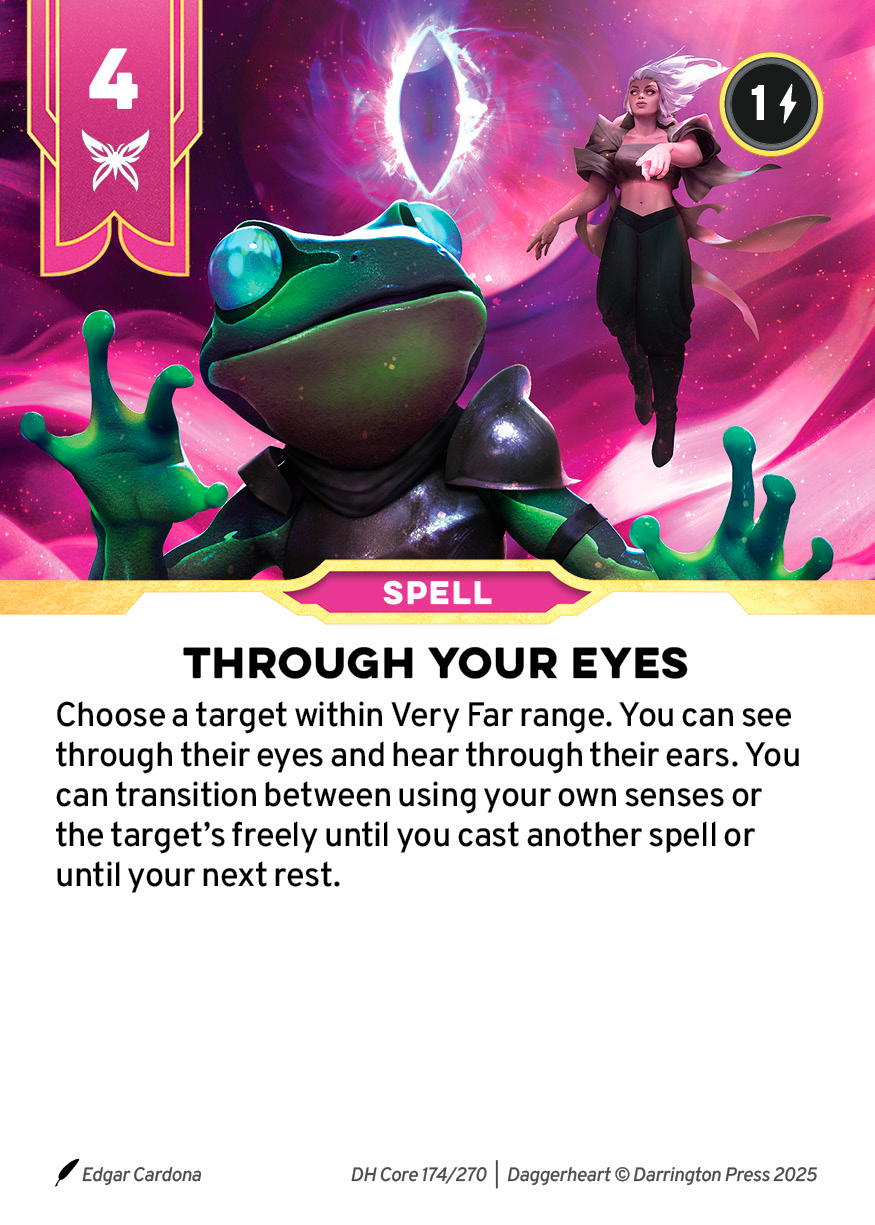 4
1
SPELL
THROUGH YOUR EYES
Choose a target within Very Far range. You can see
through their eyes and hear through their ears. You
can transition between using your own senses or
the target’s freely until you cast another spell or
until your next rest.
Edgar Cardona
DH Core 174/270 | Daggerheart © Darrington Press 2025